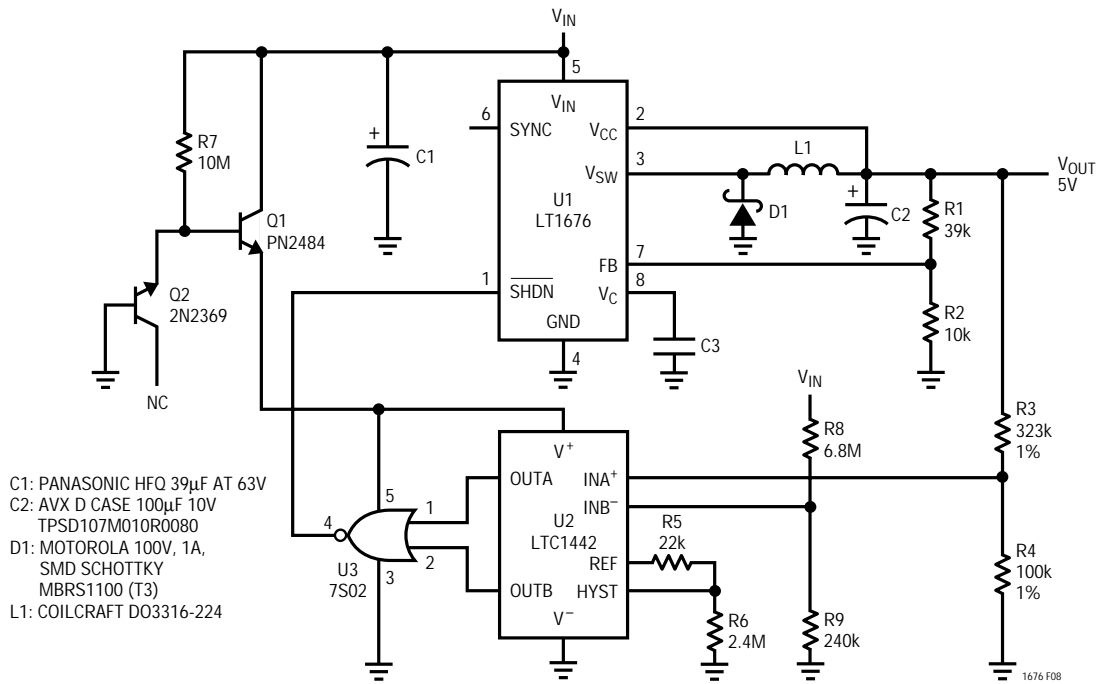 VIN
5
VIN
6
SYNC
VCC
2
R7
10M
+
C1
L1
VSW
3
VOUT
5V
U1
LT1676
D1
+
C2
R1
39k
Q1
PN2484
FB
7
1
SHDN
VC
8
Q2
2N2369
GND
C3
R2
10k
4
NC
VIN
R8
6.8M
R3
323k
1%
V+
OUTA
INA+
C1: PANASONIC HFQ 39µF AT 63V
C2: AVX D CASE 100µF 10V
TPSD107M010R0080
D1: MOTOROLA 100V, 1A,
SMD SCHOTTKY
MBRS1100 (T3)
L1: COILCRAFT DO3316-224
5
1
4
2
3
U3
7S02
INB–
U2
LTC1442
R5
22k
REF
OUTB
HYST
R4
100k
1%
V–
R6
2.4M
R9
240k
1676 F08